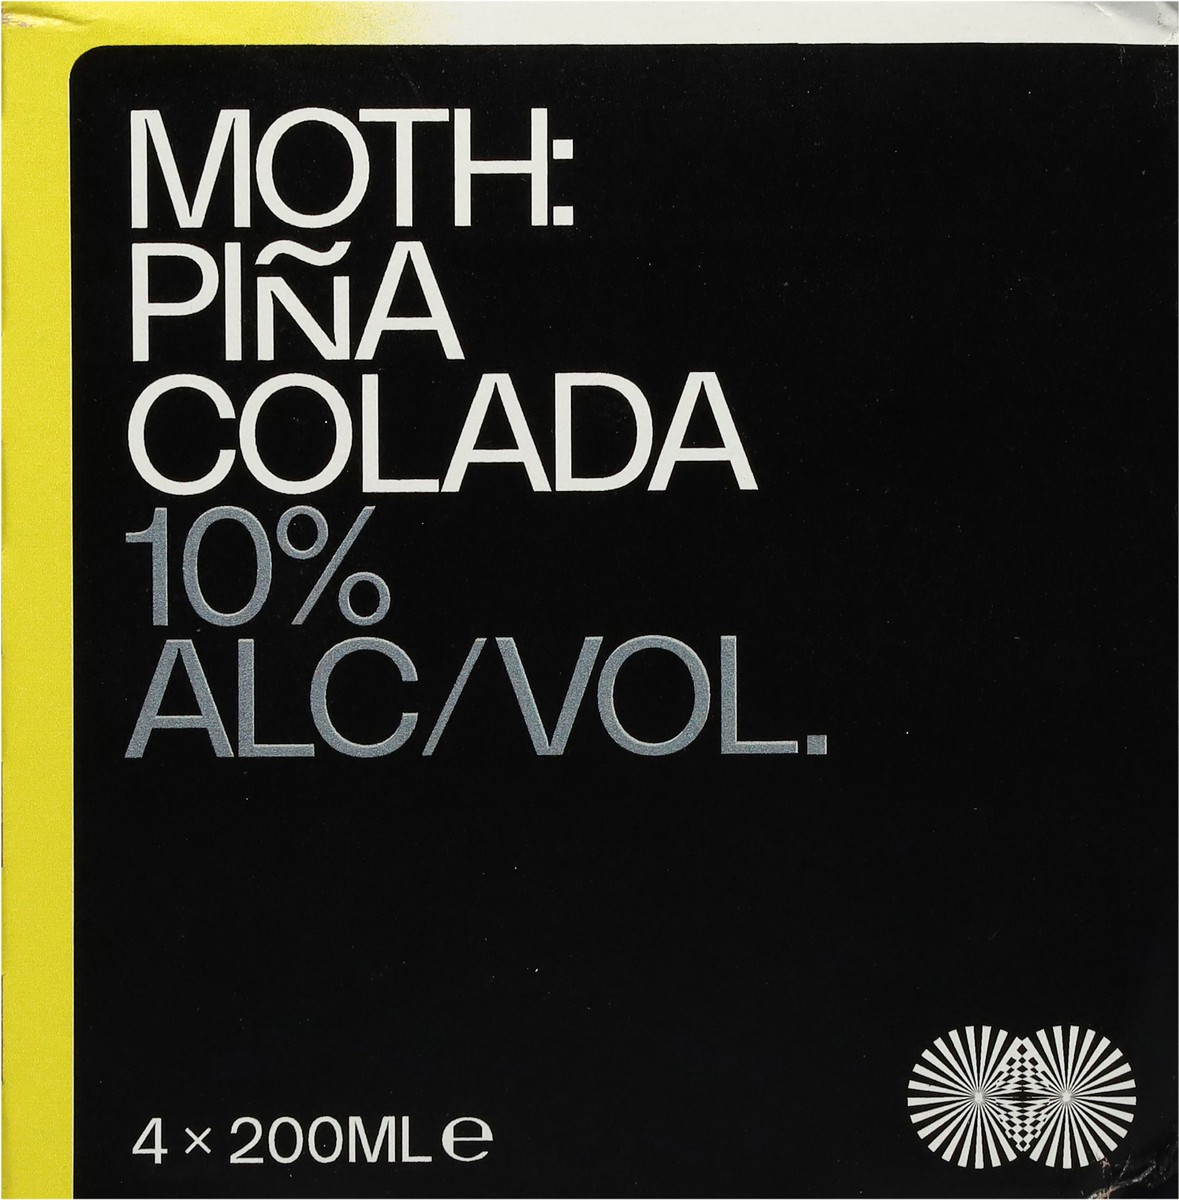 MOTH:
PIÑA
COLADA
10%
ALC/VOL.
4 × 200ML ℮